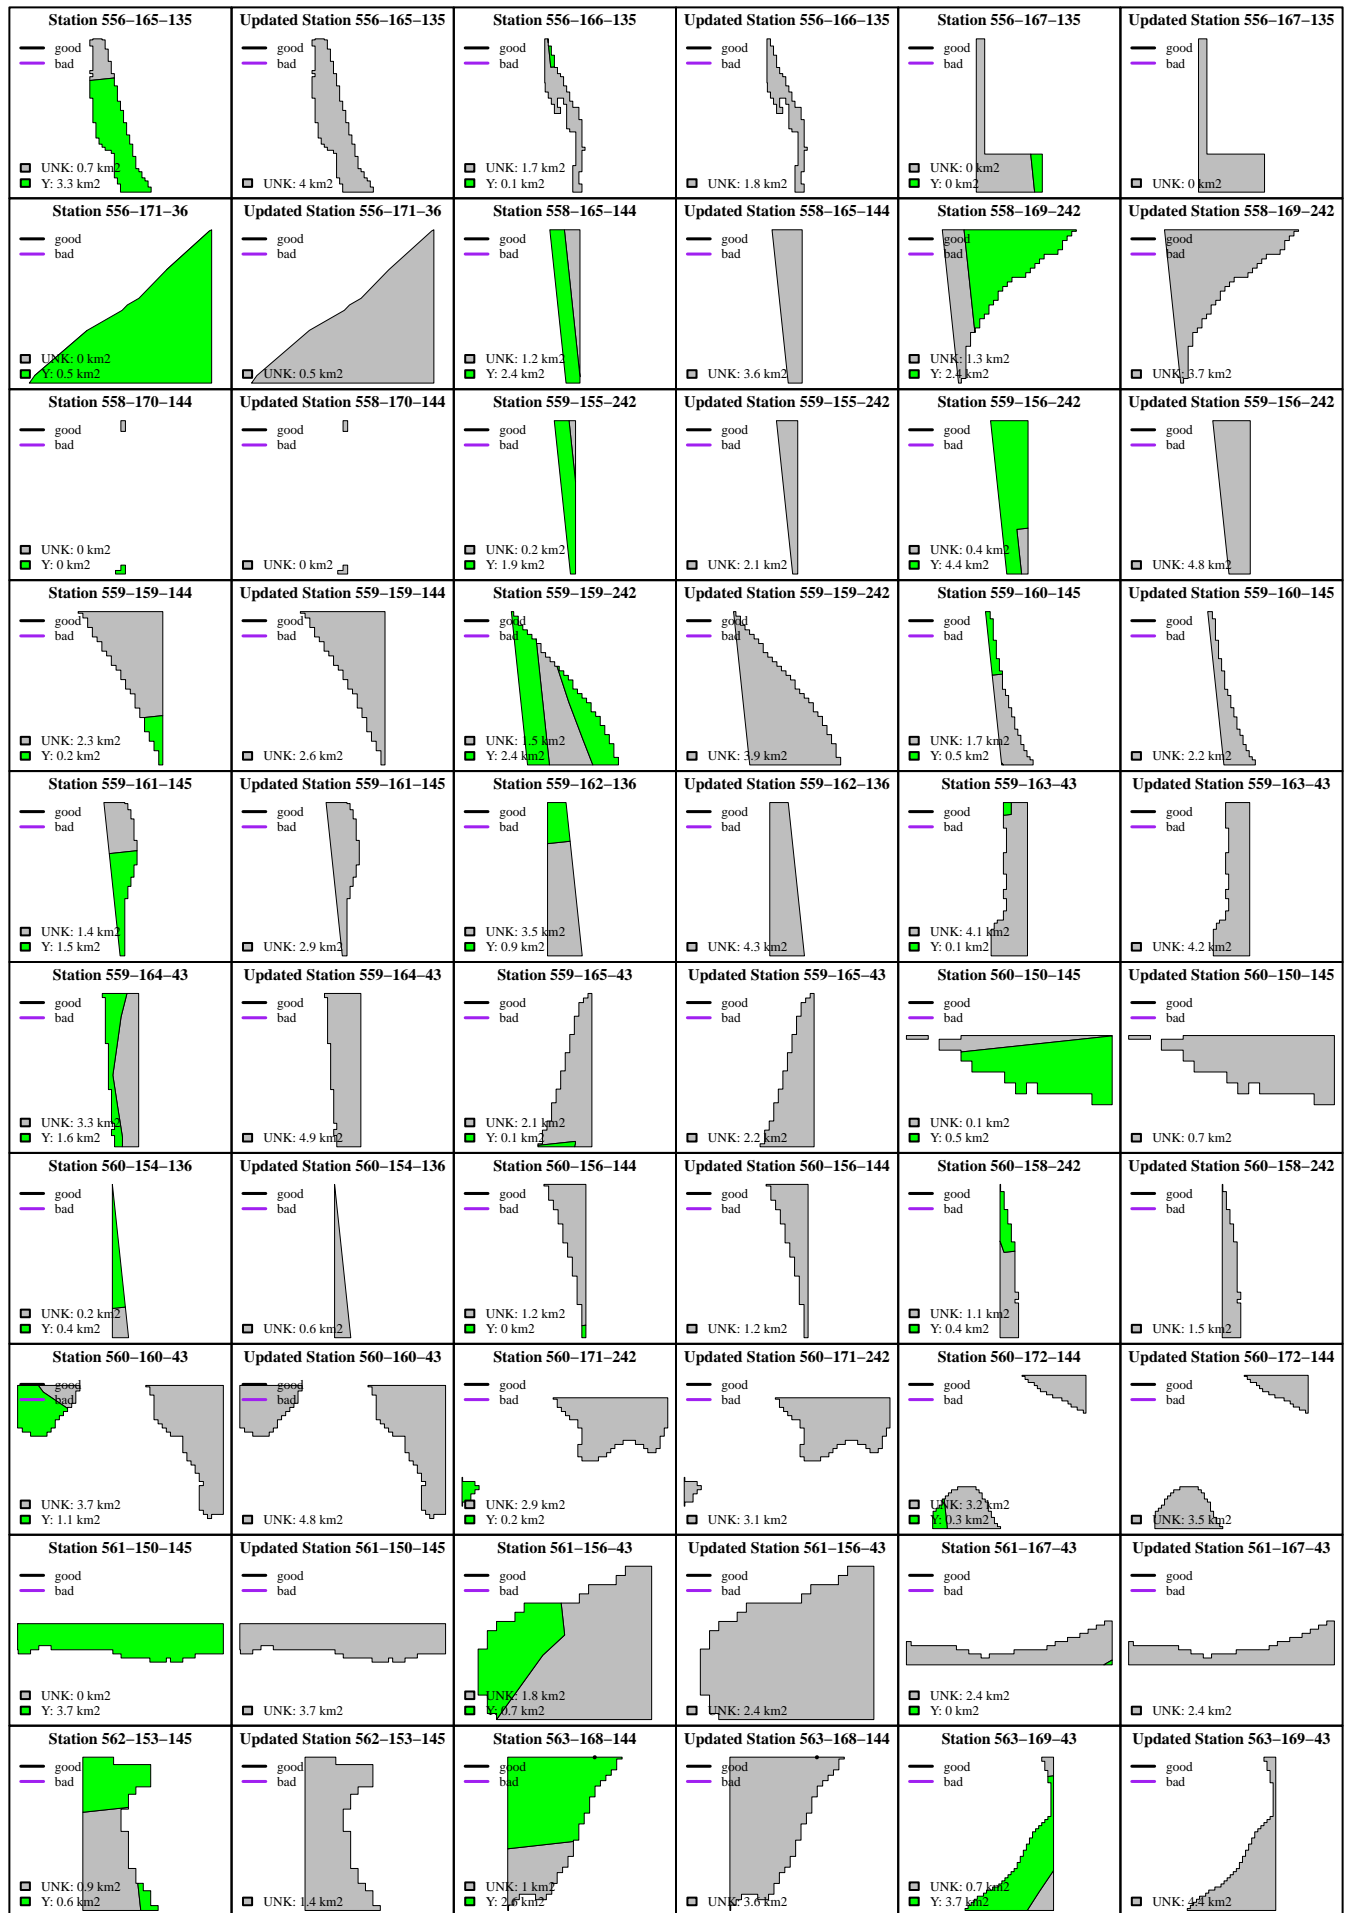 Station 556−165−135
good
bad
UNK: 0.7 km2
Y: 3.3 km2
Updated Station 556−165−135
good
bad
UNK: 4 km2
Station 556−166−135
good
bad
UNK: 1.7 km2
Y: 0.1 km2
Updated Station 556−166−135
good
bad
UNK: 1.8 km2
Station 556−167−135
good
bad
UNK: 0 km2
Y: 0 km2
Updated Station 556−167−135
good
bad
UNK: 0 km2
Station 556−171−36
good
bad
UNK: 0 km2
Y: 0.5 km2
Updated Station 556−171−36
good
bad
UNK: 0.5 km2
Station 558−165−144
good
bad
UNK: 1.2 km2
Y: 2.4 km2
Updated Station 558−165−144
good
bad
UNK: 3.6 km2
Station 558−169−242
good
bad
UNK: 1.3 km2
Y: 2.4 km2
Updated Station 558−169−242
good
bad
UNK: 3.7 km2
Station 558−170−144
good
bad
UNK: 0 km2
Y: 0 km2
Updated Station 558−170−144
good
bad
UNK: 0 km2
Station 559−155−242
good
bad
UNK: 0.2 km2
Y: 1.9 km2
Updated Station 559−155−242
good
bad
UNK: 2.1 km2
Station 559−156−242
good
bad
UNK: 0.4 km2
Y: 4.4 km2
Updated Station 559−156−242
good
bad
UNK: 4.8 km2
Station 559−159−144
good
bad
UNK: 2.3 km2
Y: 0.2 km2
Updated Station 559−159−144
good
bad
UNK: 2.6 km2
Station 559−159−242
good
bad
UNK: 1.5 km2
Y: 2.4 km2
Updated Station 559−159−242
good
bad
UNK: 3.9 km2
Station 559−160−145
good
bad
UNK: 1.7 km2
Y: 0.5 km2
Updated Station 559−160−145
good
bad
UNK: 2.2 km2
Station 559−161−145
good
bad
UNK: 1.4 km2
Y: 1.5 km2
Updated Station 559−161−145
good
bad
UNK: 2.9 km2
Station 559−162−136
good
bad
UNK: 3.5 km2
Y: 0.9 km2
Updated Station 559−162−136
good
bad
UNK: 4.3 km2
Station 559−163−43
good
bad
UNK: 4.1 km2
Y: 0.1 km2
Updated Station 559−163−43
good
bad
UNK: 4.2 km2
Station 559−164−43
good
bad
UNK: 3.3 km2
Y: 1.6 km2
Updated Station 559−164−43
good
bad
UNK: 4.9 km2
Station 559−165−43
good
bad
UNK: 2.1 km2
Y: 0.1 km2
Updated Station 559−165−43
good
bad
UNK: 2.2 km2
Station 560−150−145
good
bad
UNK: 0.1 km2
Y: 0.5 km2
Updated Station 560−150−145
good
bad
UNK: 0.7 km2
Station 560−154−136
good
bad
UNK: 0.2 km2
Y: 0.4 km2
Updated Station 560−154−136
good
bad
UNK: 0.6 km2
Station 560−156−144
good
bad
UNK: 1.2 km2
Y: 0 km2
Updated Station 560−156−144
good
bad
UNK: 1.2 km2
Station 560−158−242
good
bad
UNK: 1.1 km2
Y: 0.4 km2
Updated Station 560−158−242
good
bad
UNK: 1.5 km2
Station 560−160−43
good
bad
UNK: 3.7 km2
Y: 1.1 km2
Updated Station 560−160−43
good
bad
UNK: 4.8 km2
Station 560−171−242
good
bad
UNK: 2.9 km2
Y: 0.2 km2
Updated Station 560−171−242
good
bad
UNK: 3.1 km2
Station 560−172−144
good
bad
UNK: 3.2 km2
Y: 0.3 km2
Updated Station 560−172−144
good
bad
UNK: 3.5 km2
Station 561−150−145
good
bad
UNK: 0 km2
Y: 3.7 km2
Updated Station 561−150−145
good
bad
UNK: 3.7 km2
Station 561−156−43
good
bad
UNK: 1.8 km2
Y: 0.7 km2
Updated Station 561−156−43
good
bad
UNK: 2.4 km2
Station 561−167−43
good
bad
UNK: 2.4 km2
Y: 0 km2
Updated Station 561−167−43
good
bad
UNK: 2.4 km2
Station 562−153−145
good
bad
UNK: 0.9 km2
Y: 0.6 km2
Updated Station 562−153−145
good
bad
UNK: 1.4 km2
Station 563−168−144
good
bad
UNK: 1 km2
Y: 2.6 km2
Updated Station 563−168−144
good
bad
UNK: 3.6 km2
Station 563−169−43
good
bad
UNK: 0.7 km2
Y: 3.7 km2
Updated Station 563−169−43
good
bad
UNK: 4.4 km2